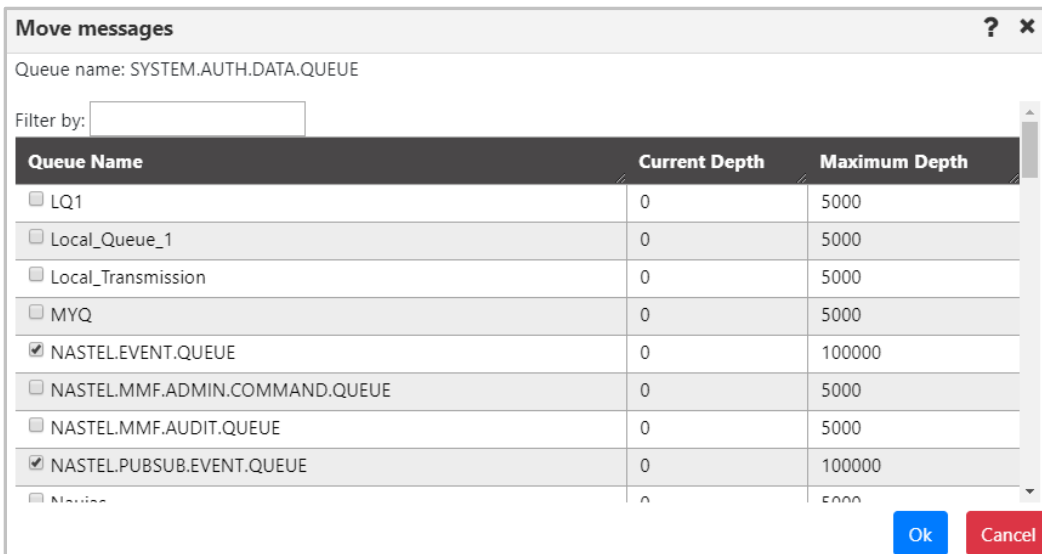 Move messages ? ×
Queue name: SYSTEM.AUTH.DATA.QUEUE
Filter by:
Queue Name Current Depth Maximum Depth
LQ1 0 5000
Local_Queue_1 0 5000
Local_Transmission 0 5000
MYQ 0 5000
NASTEL.EVENT.QUEUE 0 100000
NASTEL.MMF.ADMIN.COMMAND.QUEUE 0 5000
NASTEL.MMF.AUDIT.QUEUE 0 5000
NASTEL.PUBSUB.EVENT.QUEUE 0 100000
0 5000
Ok Cancel